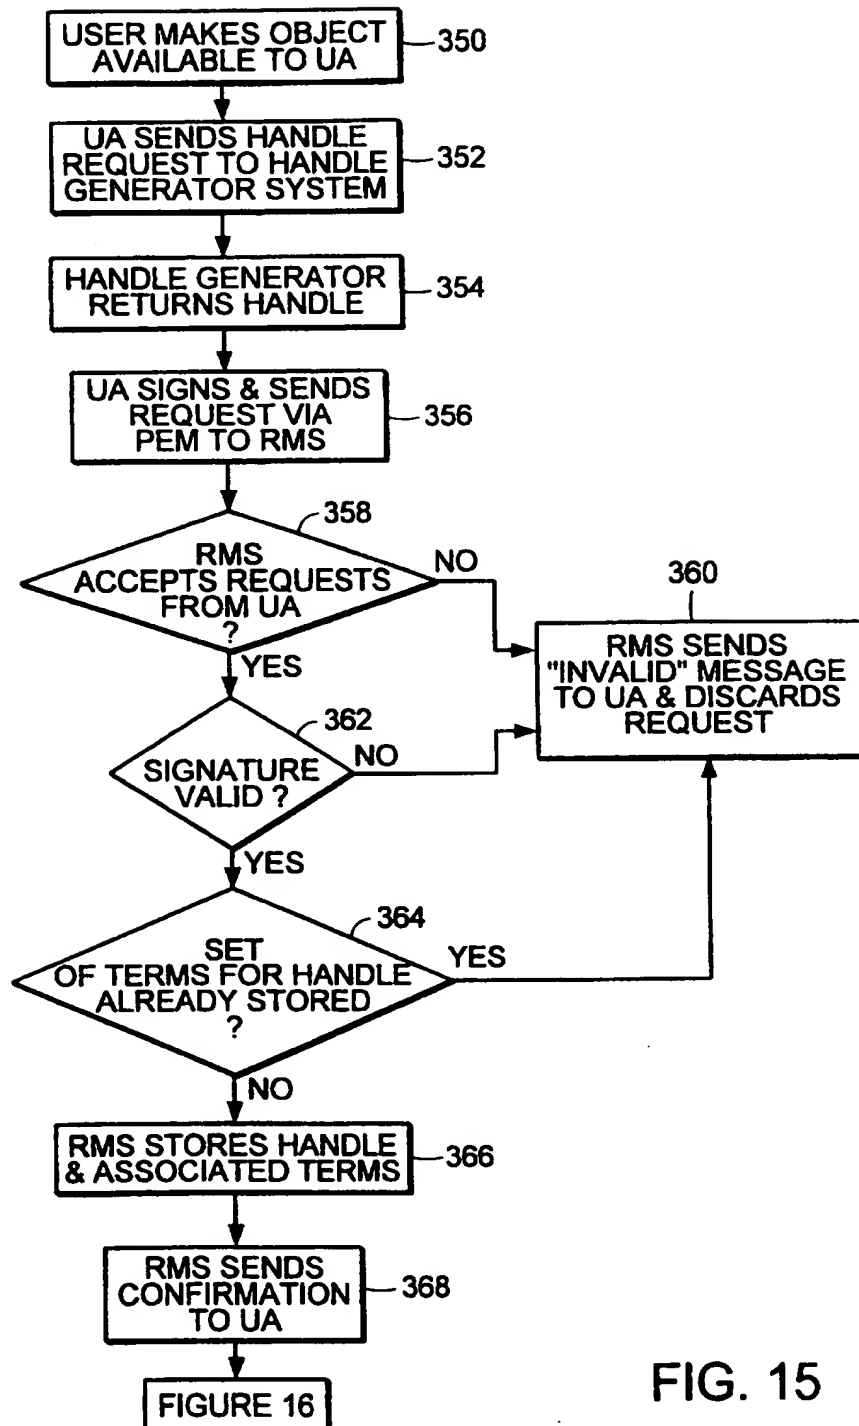 USER MAKES OBJECT
AVAILABLE TO UA
350
UA SENDS HANDLE
REQUEST TO HANDLE
GENERATOR SYSTEM
352
HANDLE GENERATOR
RETURNS HANDLE
354
UA SIGNS & SENDS
REQUEST VIA
PEM TO RMS
356
358
RMS
ACCEPTS REQUESTS
FROM UA
?
NO
YES
360
RMS SENDS
"INVALID" MESSAGE
TO UA & DISCARDS
REQUEST
362
SIGNATURE
VALID ?
NO
YES
364
SET
OF TERMS FOR HANDLE
ALREADY STORED
?
YES
NO
RMS STORES HANDLE
& ASSOCIATED TERMS
366
RMS SENDS
CONFIRMATION
TO UA
368
FIGURE 16
FIG. 15